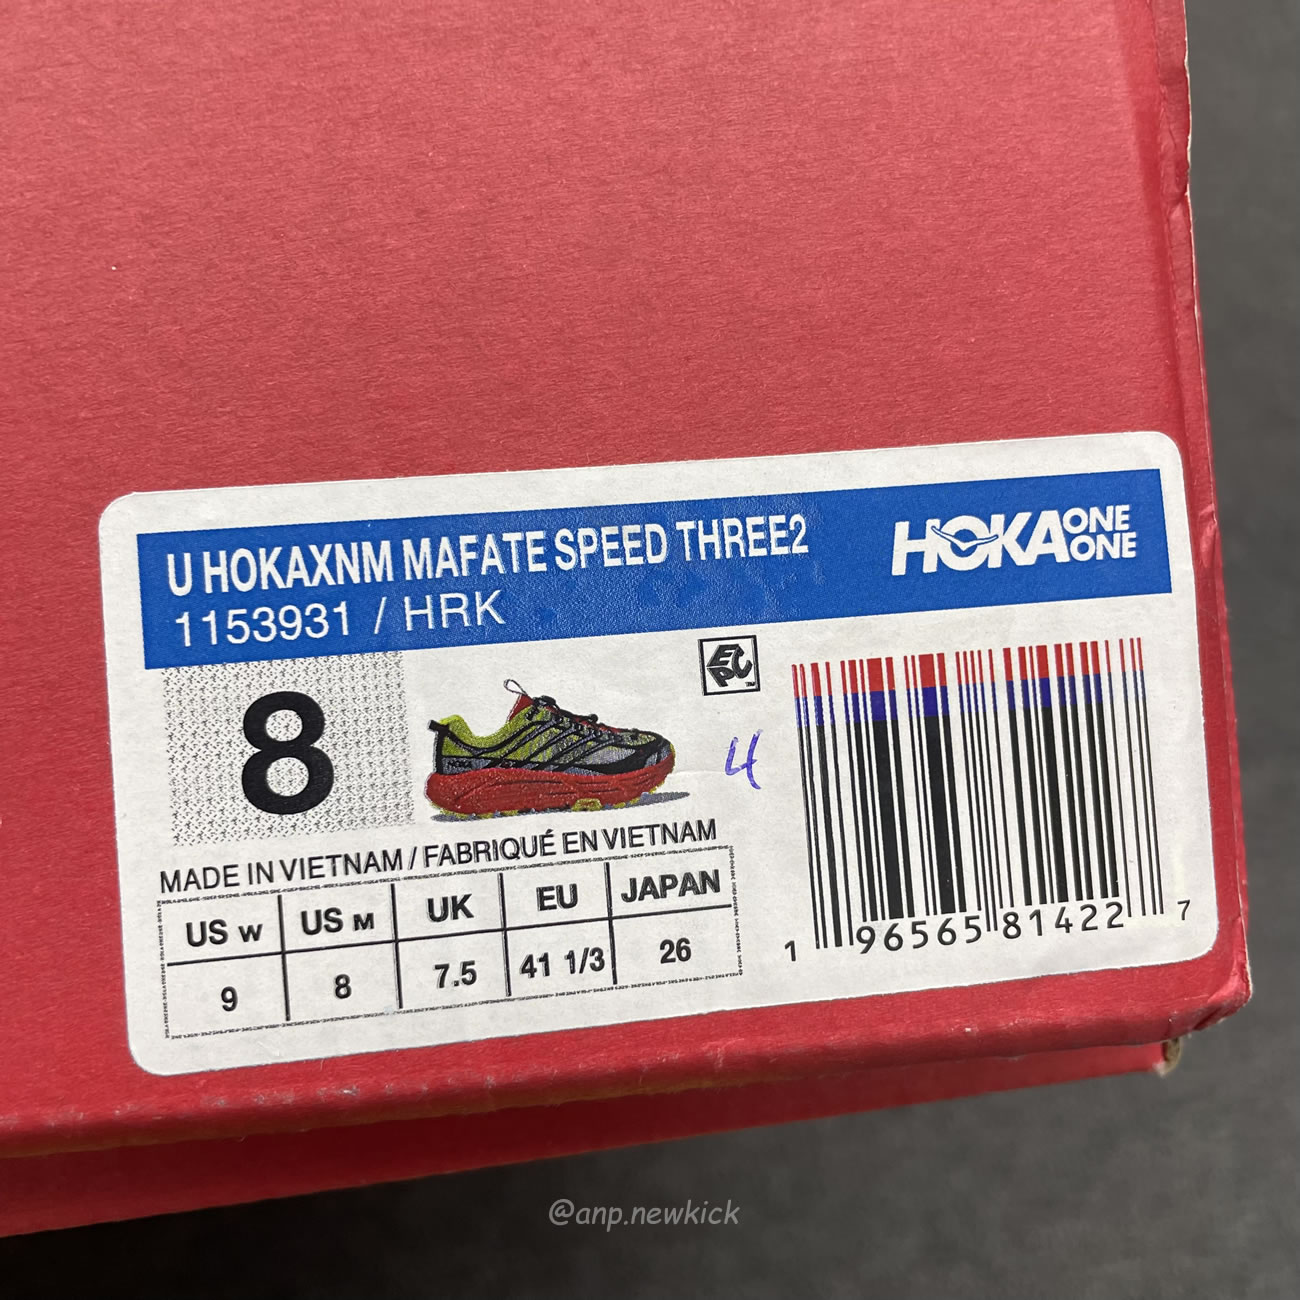 U HOKAXNM MAFATE SPEED THREE2
1153931 / HRK
HOKA ONE ONE
8
EPC™
4
MADE IN VIETNAM / FABRIQUÉ EN VIETNAM
US W US M UK EU JAPAN
9 8 7.5 41 1/3 26
1 96565 81422 7
@anp.newkick